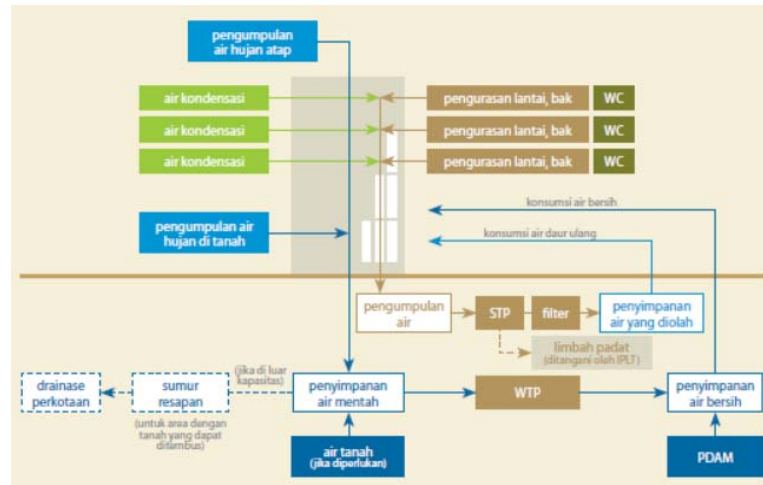 pengumpulan
air hujan atap
air kondensasi
pengurasan lantai, bak
WC
air kondensasi
pengurasan lantai, bak
WC
air kondensasi
pengurasan lantai, bak
WC
konsumsi air bersih
pengumpulan air
hujan di tanah
konsumsi air daur ulang
pengumpulan
air
STP
filter
penyimpanan
air yang diolah
limbah padat
(ditangani oleh IPLT)
(jika di luar
kapasitas)
drainase
perkotaan
sumur
resapan
penyimpanan
air mentah
WTP
penyimpanan
air bersih
(untuk area dengan
tanah yang dapat
ditembus)
air tanah
(jika diperlukan)
PDAM